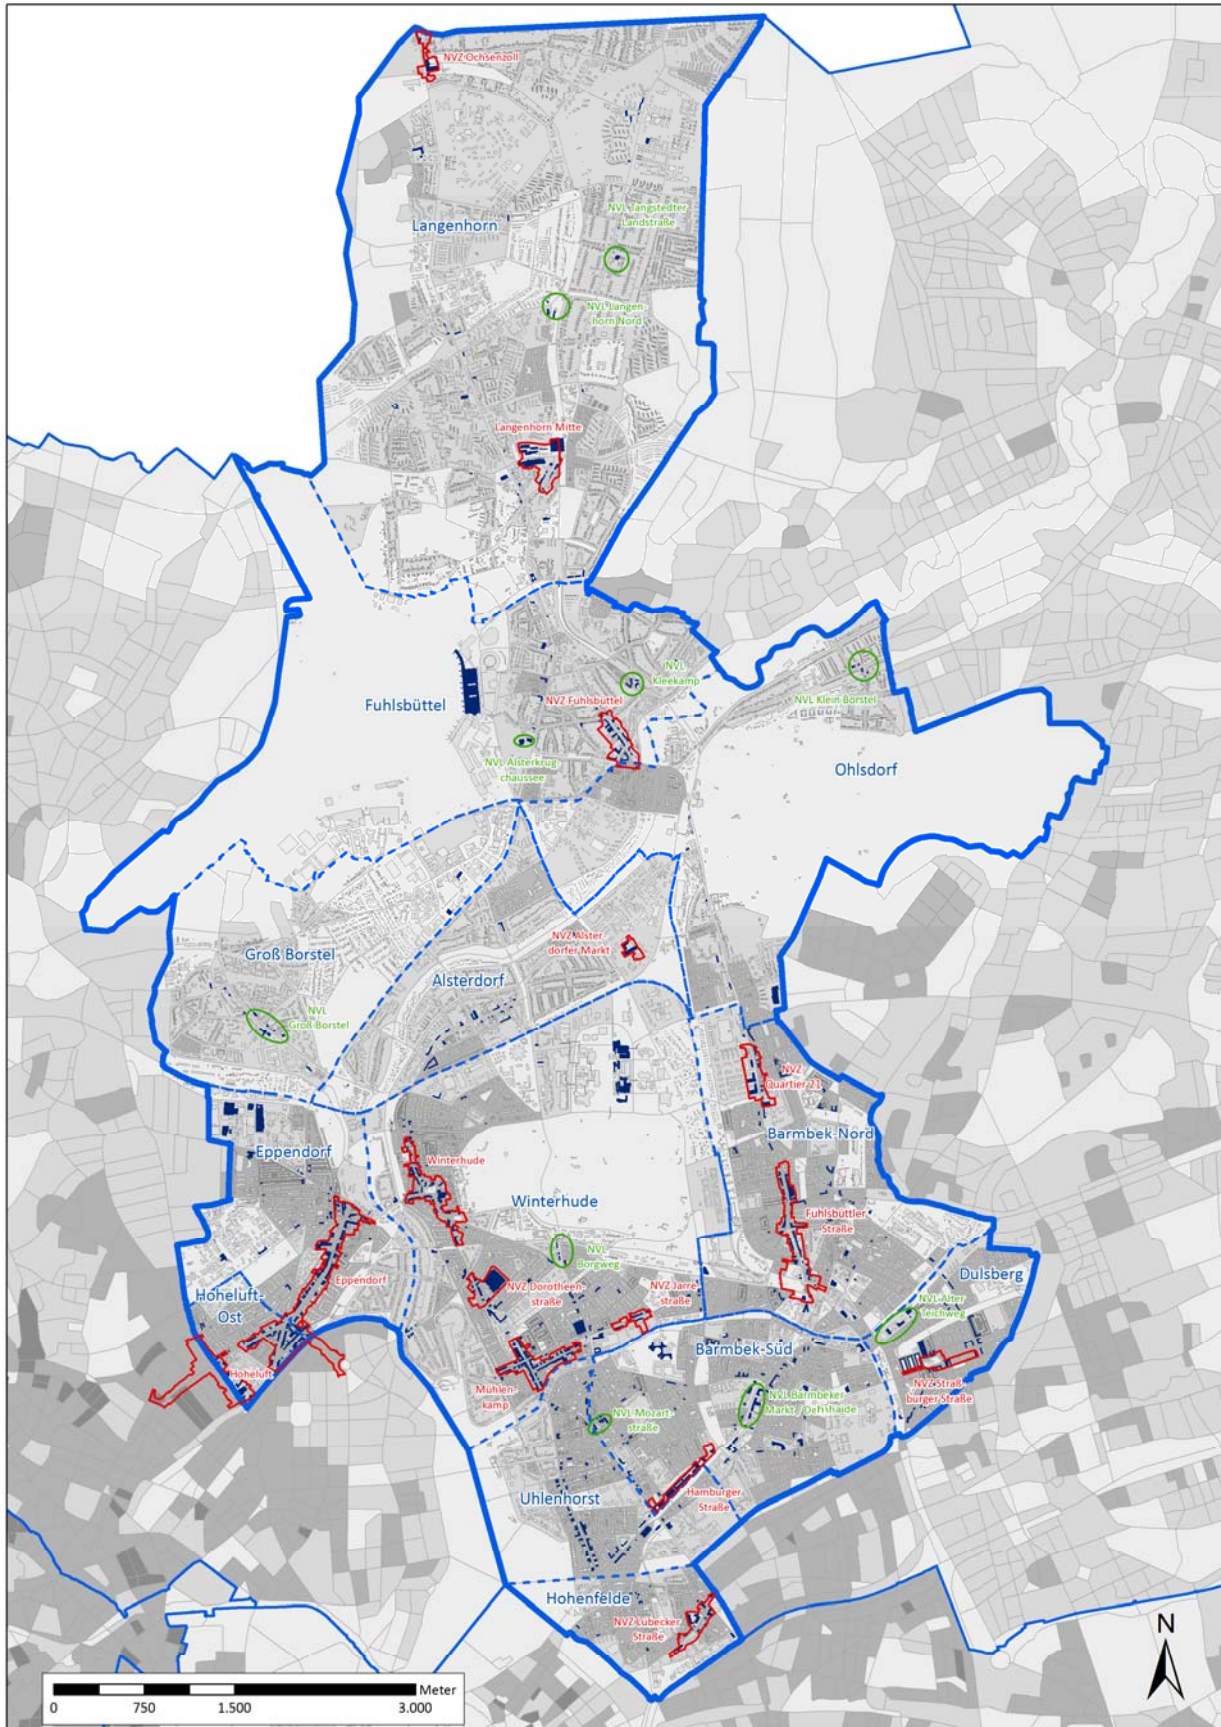 NVZ Ochsenzoll
NVL Tangstedter
Landstraße
Langenhorn
NVL Langen-
horn Nord
Langenhorn Mitte
NVL
Kleekamp
NVL Klein Borstel
NVZ Fuhlsbüttel
Fuhlsbüttel
NVL Alsterkrug
chaussee
Ohlsdorf
NVZ Alster-
dorfer Markt
Groß Borstel
Alsterdorf
NVL
Groß Borstel
NVZ
Quartier 21
Barmbek-Nord
Eppendorf
Winterhude
Winterhude
Fuhlsbüttler
Straße
NVL
Borgweg
Eppendorf
Dulsberg
NVZ Dorotheen-
straße
NVZ Jarre-
straße
Hoheluft-
Ost
NVL Alter
Teichweg
Barmbek-Süd
Hoheluft
Mühlen-
kamp
NVZ Straß
burger Straße
NVL Barmbeker
Markt / Dehnhaide
NVL Mozart-
straße
Uhlenhorst
Hamburger
Straße
Hohenfelde
NVZ Lübecker
Straße
N
Meter
0 750 1.500 3.000